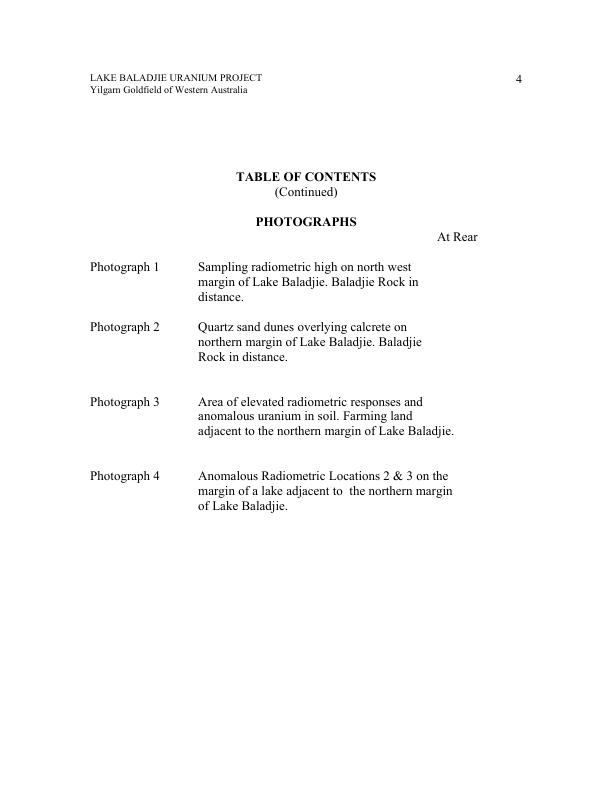 LAKE BALADJIE URANIUM PROJECT 4
Yilgarn Goldfield of Western Australia
TABLE OF CONTENTS
(Continued)
PHOTOGRAPHS
At Rear
Photograph 1 Sampling radiometric high on north west
margin of Lake Baladjie. Baladjie Rock in
distance.
Photograph 2 Quartz sand dunes overlying calcrete on
northern margin of Lake Baladjie. Baladjie
Rock in distance.
Photograph 3 Area of elevated radiometric responses and
anomalous uranium in soil. Farming land
adjacent to the northern margin of Lake Baladjie.
Photograph 4 Anomalous Radiometric Locations 2 & 3 on the
margin of a lake adjacent to  the northern margin
of Lake Baladjie.